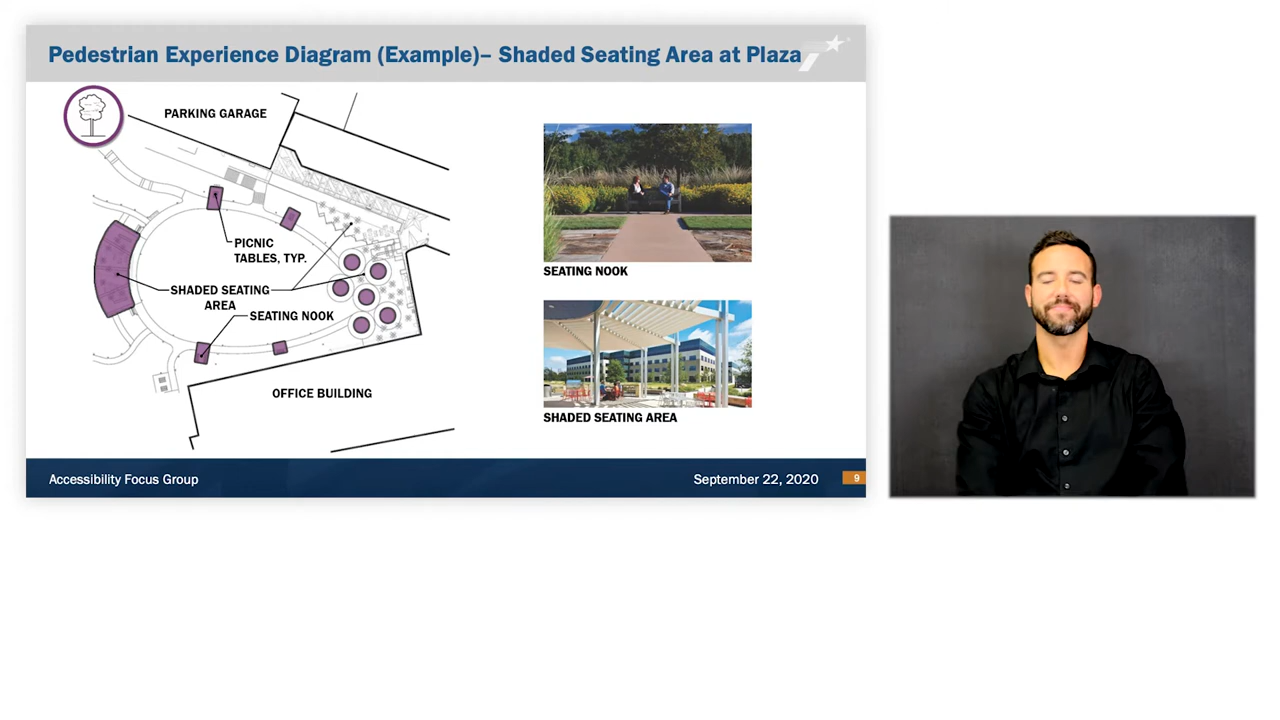 Pedestrian Experience Diagram (Example)– Shaded Seating Area at Plaza
PARKING GARAGE
PICNIC
TABLES, TYP.
SHADED SEATING
AREA
SEATING NOOK
OFFICE BUILDING
SEATING NOOK
SHADED SEATING AREA
Accessibility Focus Group
September 22, 2020
9